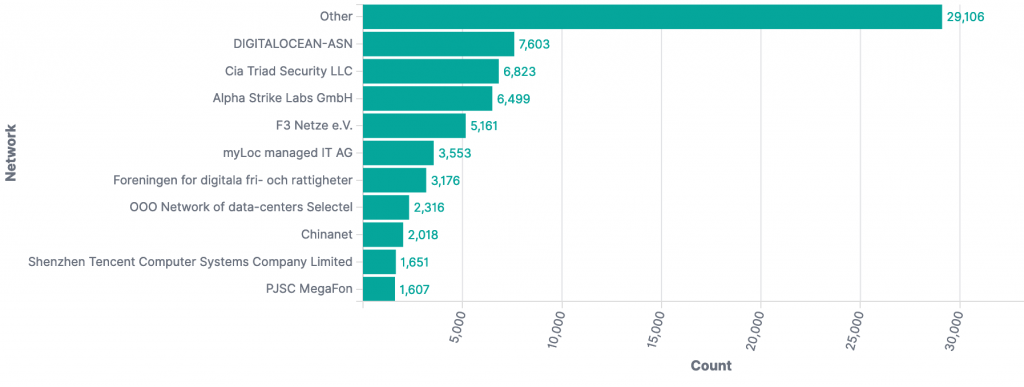 Network
Other 29,106
DIGITALOCEAN-ASN 7,603
Cia Triad Security LLC 6,823
Alpha Strike Labs GmbH 6,499
F3 Netze e.V. 5,161
myLoc managed IT AG 3,553
Foreningen for digitala fri- och rattigheter 3,176
OOO Network of data-centers Selectel 2,316
Chinanet 2,018
Shenzhen Tencent Computer Systems Company Limited 1,651
PJSC MegaFon 1,607
5,000 10,000 15,000 20,000 25,000 30,000
Count